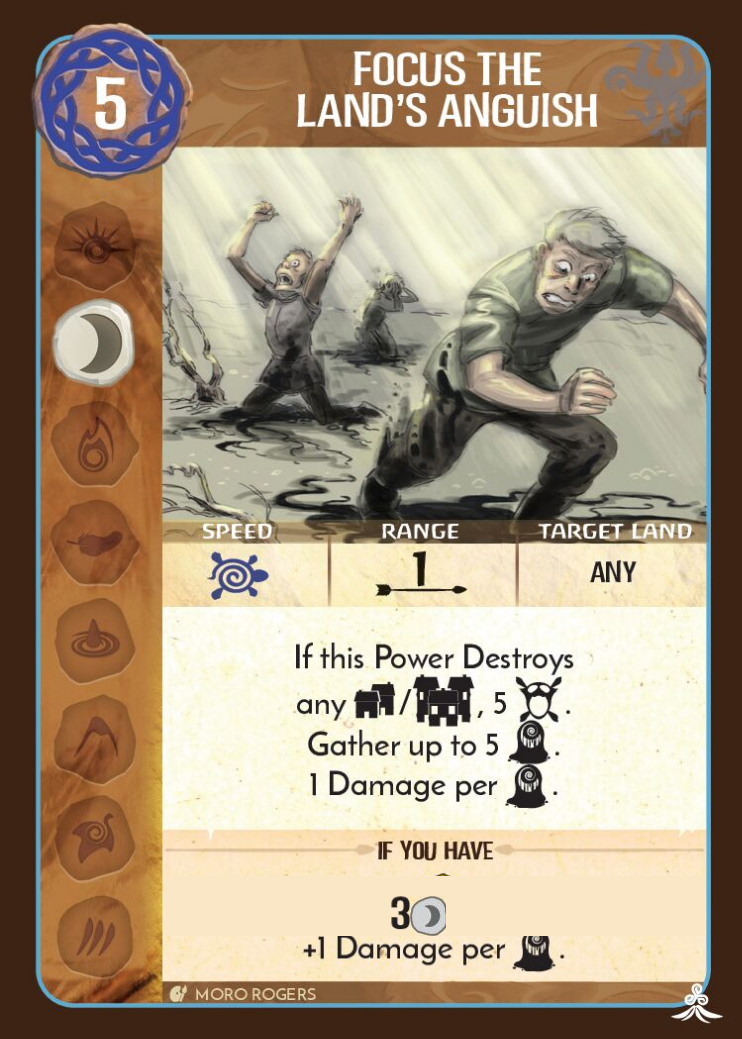 5
FOCUS THE
LAND'S ANGUISH
SPEED RANGE TARGET LAND
1 ANY
If this Power Destroys
any / , 5 .
Gather up to 5 .
1 Damage per .
IF YOU HAVE
3
+1 Damage per .
MORO ROGERS